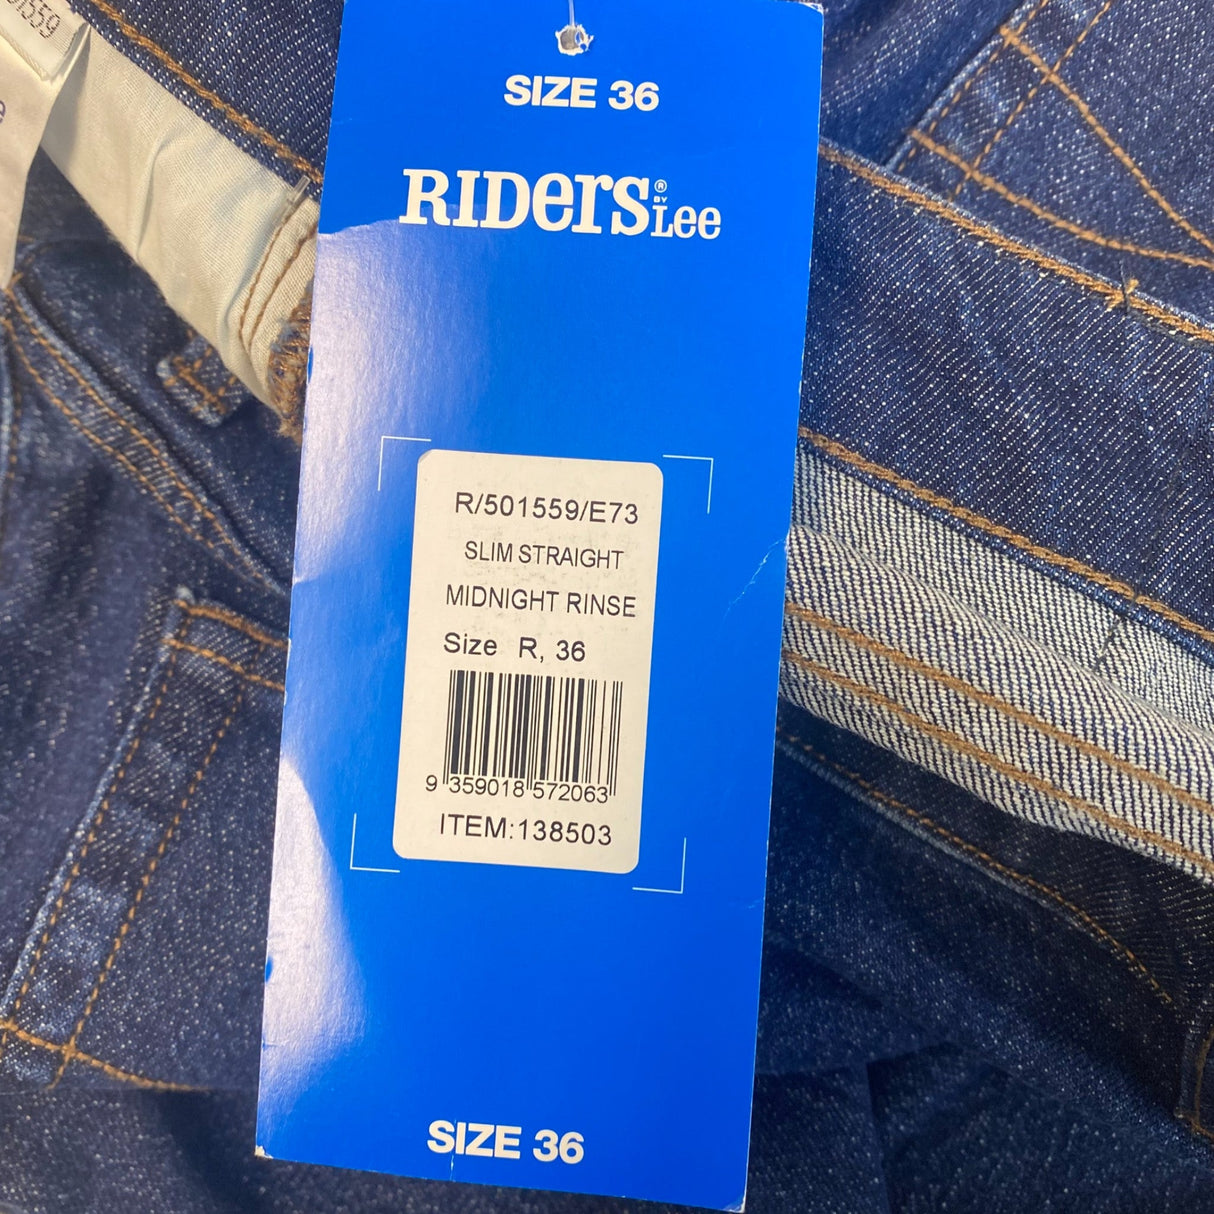 1559
e
SIZE 36
RIDERS® BY Lee
R/501559/E73
SLIM STRAIGHT
MIDNIGHT RINSE
Size R, 36
9 359018 572063
ITEM:138503
SIZE 36